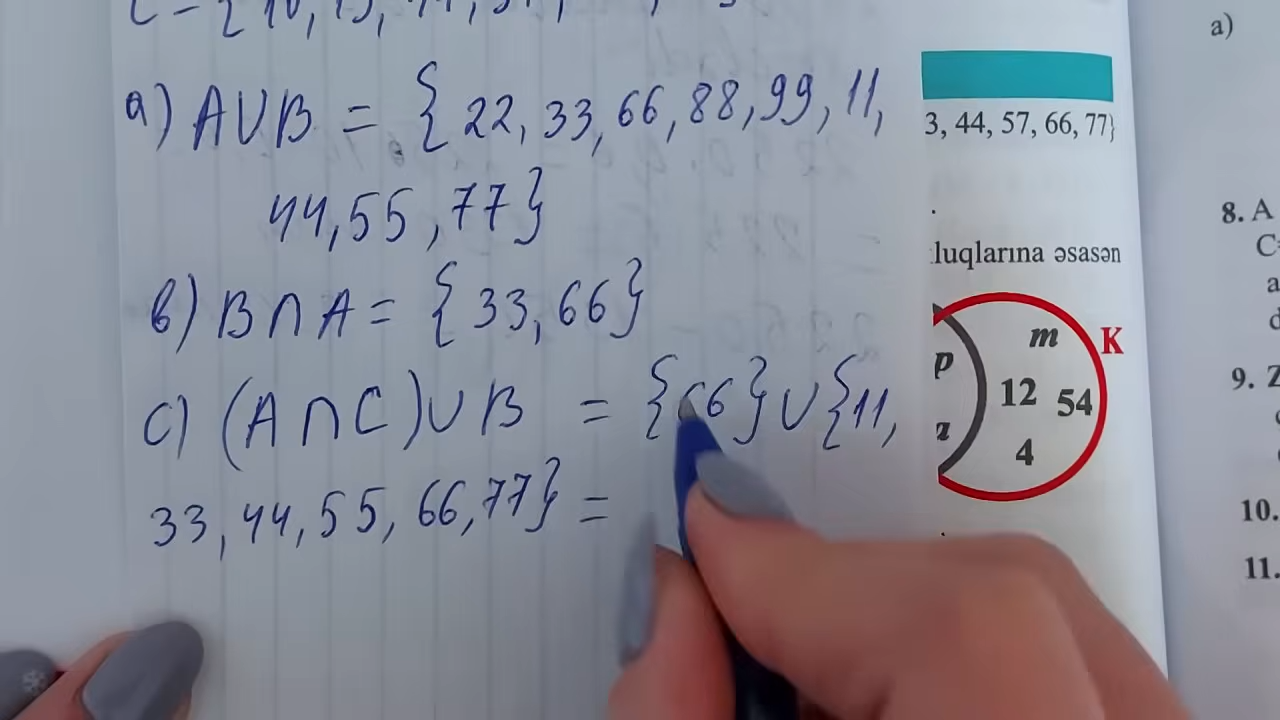 a) A∪B = {22, 33, 66, 88, 99, 11,
44, 55, 77}
b) B∩A = {33, 66}
c) (A∩C)∪B = {66}∪{11,
33, 44, 55, 66, 77} =
3, 44, 57, 66, 77}
luqlarına əsasən
m
K
p
12
54
z
4
a)
8. A
C
a
d
9. Z
10.
11.